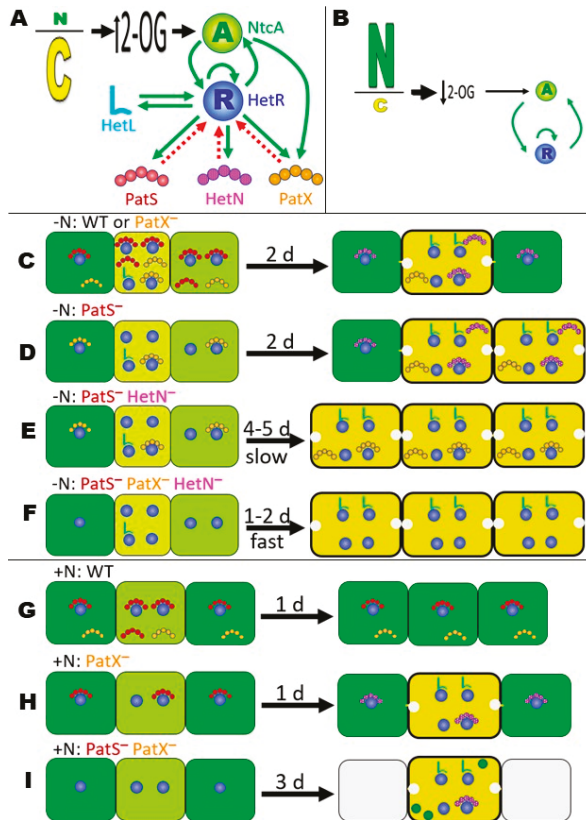 A
B
N
C
↑2-OG
A
NtcA
R
HetR
HetL
PatS
HetN
PatX
N
C
↓2-OG
A
R
-N: WT or PatX⁻
C
2 d
-N: PatS⁻
D
2 d
-N: PatS⁻ HetN⁻
E
4-5 d
slow
-N: PatS⁻ PatX⁻ HetN⁻
F
1-2 d
fast
+N: WT
G
1 d
+N: PatX⁻
H
1 d
+N: PatS⁻ PatX⁻
I
3 d